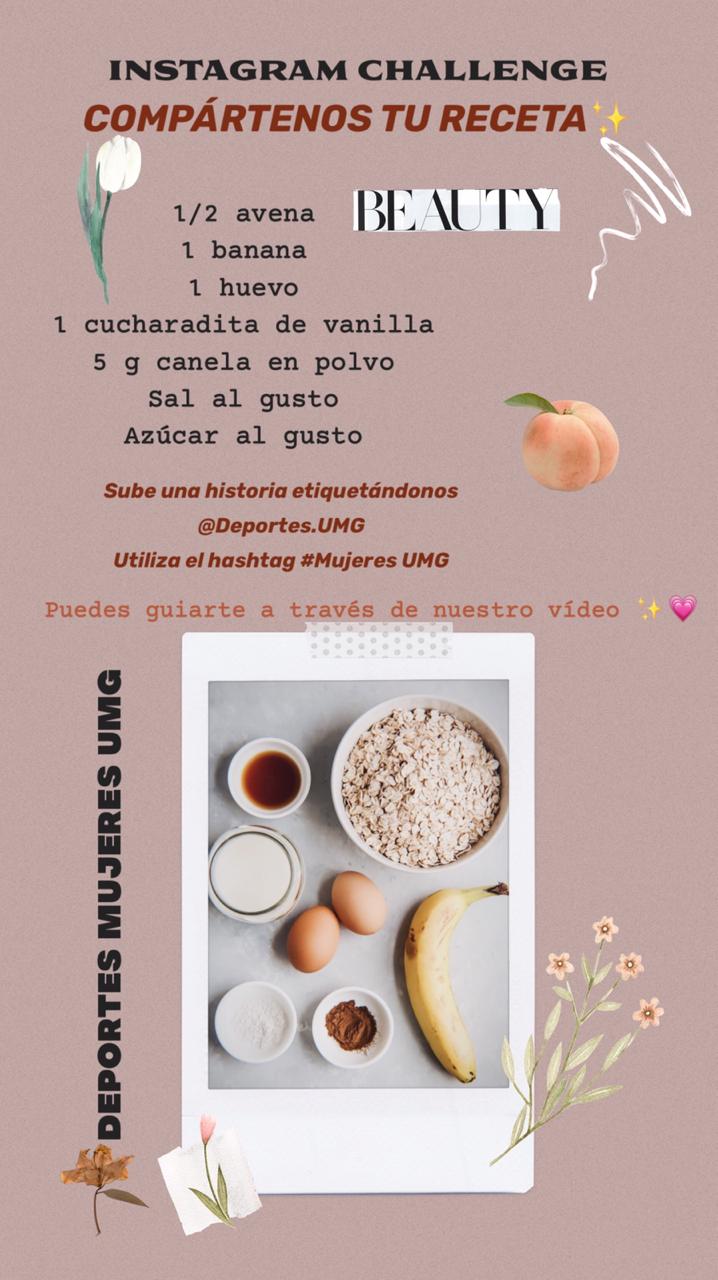 INSTAGRAM CHALLENGE
COMPÁRTENOS TU RECETA✨
BEAUTY
1/2 avena
1 banana
1 huevo
1 cucharadita de vanilla
5 g canela en polvo
Sal al gusto
Azúcar al gusto
Sube una historia etiquetándonos
@Deportes.UMG
Utiliza el hashtag #Mujeres UMG
Puedes guiarte a través de nuestro vídeo ✨💗
DEPORTES MUJERES UMG